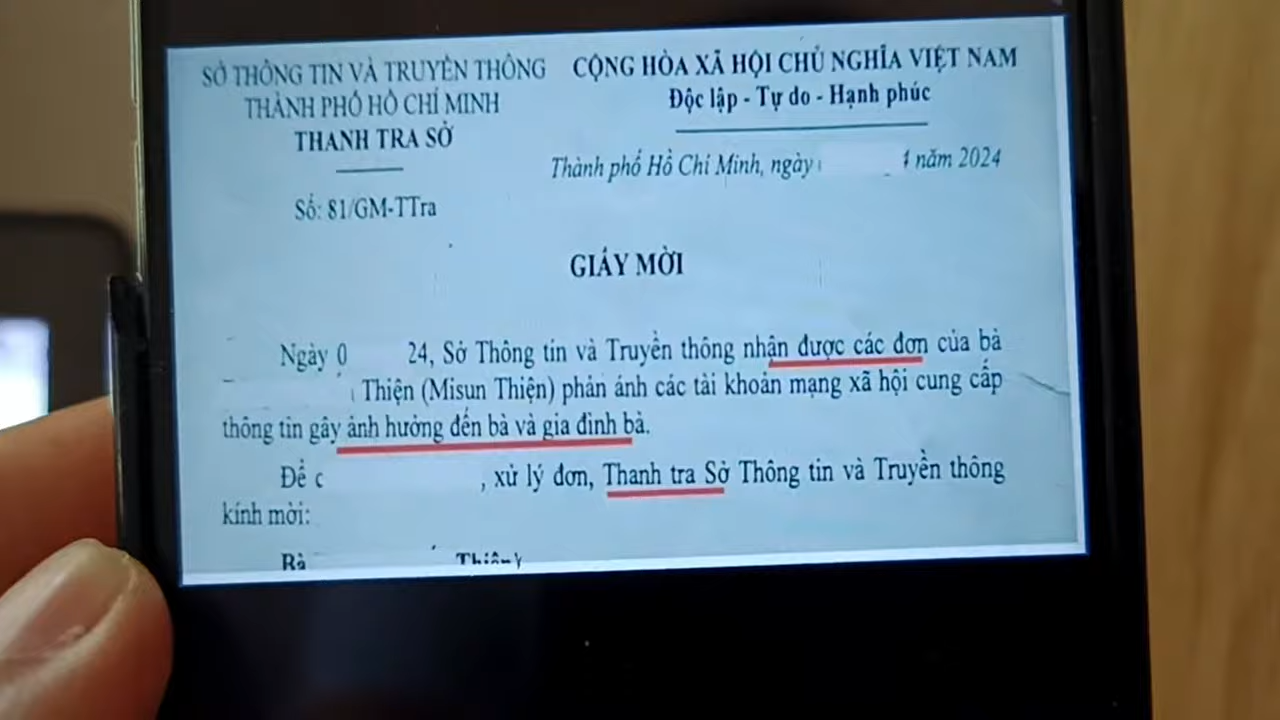 SỞ THÔNG TIN VÀ TRUYỀN THÔNG
THÀNH PHỐ HỒ CHÍ MINH
THANH TRA SỞ
Số: 81/GM-TTra
CỘNG HÒA XÃ HỘI CHỦ NGHĨA VIỆT NAM
Độc lập - Tự do - Hạnh phúc
Thành phố Hồ Chí Minh, ngày năm 2024
GIẤY MỜI
Ngày 0 24, Sở Thông tin và Truyền thông nhận được các đơn của bà
Thiện (Misun Thiện) phản ánh các tài khoản mạng xã hội cung cấp
thông tin gây ảnh hưởng đến bà và gia đình bà.
Để c , xử lý đơn, Thanh tra Sở Thông tin và Truyền thông
kính mời:
Bà